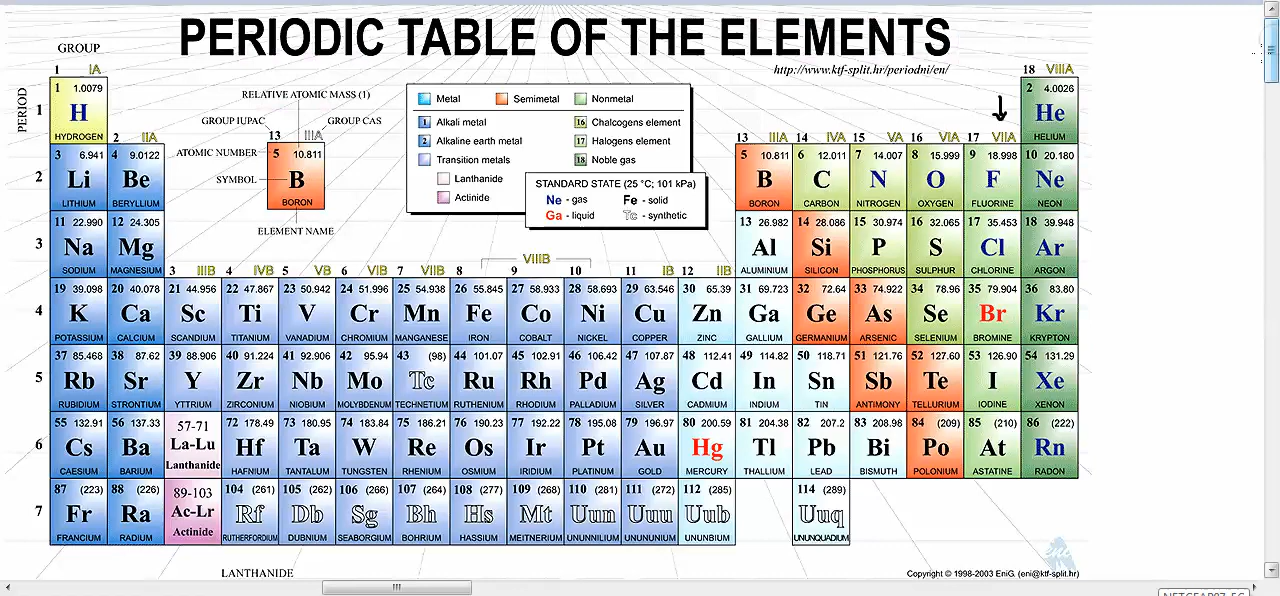 PERIODIC TABLE OF THE ELEMENTS
http://www.ktf-split.hr/periodni/en/
GROUP
PERIOD
1 IA
18 VIIIA
RELATIVE ATOMIC MASS (1)
GROUP IUPAC GROUP CAS
13 IIIA
ATOMIC NUMBER 5 10.811
SYMBOL B
BORON
ELEMENT NAME
Metal Semimetal Nonmetal
1 Alkali metal 16 Chalcogens element
2 Alkaline earth metal 17 Halogens element
Transition metals 18 Noble gas
Lanthanide
Actinide
STANDARD STATE (25 °C; 101 kPa)
Ne - gas Fe - solid
Ga - liquid Tc - synthetic
1
1 1.0079 2 4.0026
H He
HYDROGEN HELIUM
2 IIA 13 IIIA 14 IVA 15 VA 16 VIA 17 VIIA
2
3 6.941 4 9.0122 5 10.811 6 12.011 7 14.007 8 15.999 9 18.998 10 20.180
Li Be B C N O F Ne
LITHIUM BERYLLIUM BORON CARBON NITROGEN OXYGEN FLUORINE NEON
3
11 22.990 12 24.305 13 26.982 14 28.086 15 30.974 16 32.065 17 35.453 18 39.948
Na Mg Al Si P S Cl Ar
SODIUM MAGNESIUM ALUMINIUM SILICON PHOSPHORUS SULPHUR CHLORINE ARGON
3 IIIB 4 IVB 5 VB 6 VIB 7 VIIB 8 9 VIIIB 10 11 IB 12 IIB
4
19 39.098 20 40.078 21 44.956 22 47.867 23 50.942 24 51.996 25 54.938 26 55.845 27 58.933 28 58.693 29 63.546 30 65.39 31 69.723 32 72.64 33 74.922 34 78.96 35 79.904 36 83.80
K Ca Sc Ti V Cr Mn Fe Co Ni Cu Zn Ga Ge As Se Br Kr
POTASSIUM CALCIUM SCANDIUM TITANIUM VANADIUM CHROMIUM MANGANESE IRON COBALT NICKEL COPPER ZINC GALLIUM GERMANIUM ARSENIC SELENIUM BROMINE KRYPTON
5
37 85.468 38 87.62 39 88.906 40 91.224 41 92.906 42 95.94 43 (98) 44 101.07 45 102.91 46 106.42 47 107.87 48 112.41 49 114.82 50 118.71 51 121.76 52 127.60 53 126.90 54 131.29
Rb Sr Y Zr Nb Mo Tc Ru Rh Pd Ag Cd In Sn Sb Te I Xe
RUBIDIUM STRONTIUM YTTRIUM ZIRCONIUM NIOBIUM MOLYBDENUM TECHNETIUM RUTHENIUM RHODIUM PALLADIUM SILVER CADMIUM INDIUM TIN ANTIMONY TELLURIUM IODINE XENON
6
55 132.91 56 137.33 57-71 72 178.49 73 180.95 74 183.84 75 186.21 76 190.23 77 192.22 78 195.08 79 196.97 80 200.59 81 204.38 82 207.2 83 208.98 84 (209) 85 (210) 86 (222)
Cs Ba La-Lu Hf Ta W Re Os Ir Pt Au Hg Tl Pb Bi Po At Rn
CAESIUM BARIUM Lanthanide HAFNIUM TANTALUM TUNGSTEN RHENIUM OSMIUM IRIDIUM PLATINUM GOLD MERCURY THALLIUM LEAD BISMUTH POLONIUM ASTATINE RADON
7
87 (223) 88 (226) 89-103 104 (261) 105 (262) 106 (266) 107 (264) 108 (277) 109 (268) 110 (281) 111 (272) 112 (285) 114 (289)
Fr Ra Ac-Lr Rf Db Sg Bh Hs Mt Uun Uuu Uub Uuq
FRANCIUM RADIUM Actinide RUTHERFORDIUM DUBNIUM SEABORGIUM BOHRIUM HASSIUM MEITNERIUM UNUNNILIUM UNUNUNIUM UNUNBIUM UNUNQUADIUM
LANTHANIDE
Copyright © 1998-2003 EniG. (eni@ktf-split.hr)